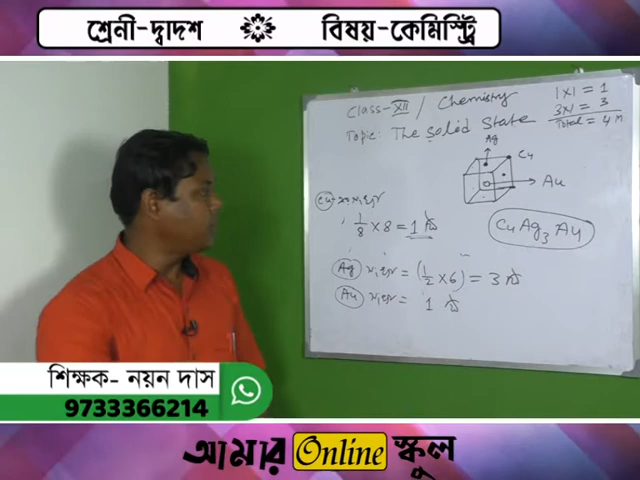 শ্রেনী-দ্বাদশ বিষয়-কেমিস্ট্রি
Class-XII / Chemistry
Topic: The Solid State
1x1 = 1
3x1 = 3
Total = 4
Ag
Cu
Au
Cu
1/8 x 8 = 1 টি
CuAg₃Au
Ag = (1/2 x 6) = 3 টি
Au = 1 টি
শিক্ষক- নয়ন দাস
9733366214
আমার Online স্কুল